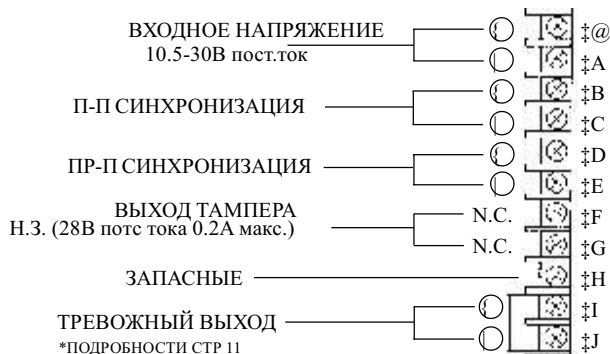 ВХОДНОЕ НАПРЯЖЕНИЕ
10.5-30В пост.ток
‡@
‡A
П-П СИНХРОНИЗАЦИЯ
‡B
‡C
ПР-П СИНХРОНИЗАЦИЯ
‡D
‡E
ВЫХОД ТАМПЕРА
Н.З. (28В потс тока 0.2А макс.)
N.C. ‡F
N.C. ‡G
ЗАПАСНЫЕ
‡H
ТРЕВОЖНЫЙ ВЫХОД
*ПОДРОБНОСТИ СТР 11
‡I
‡J